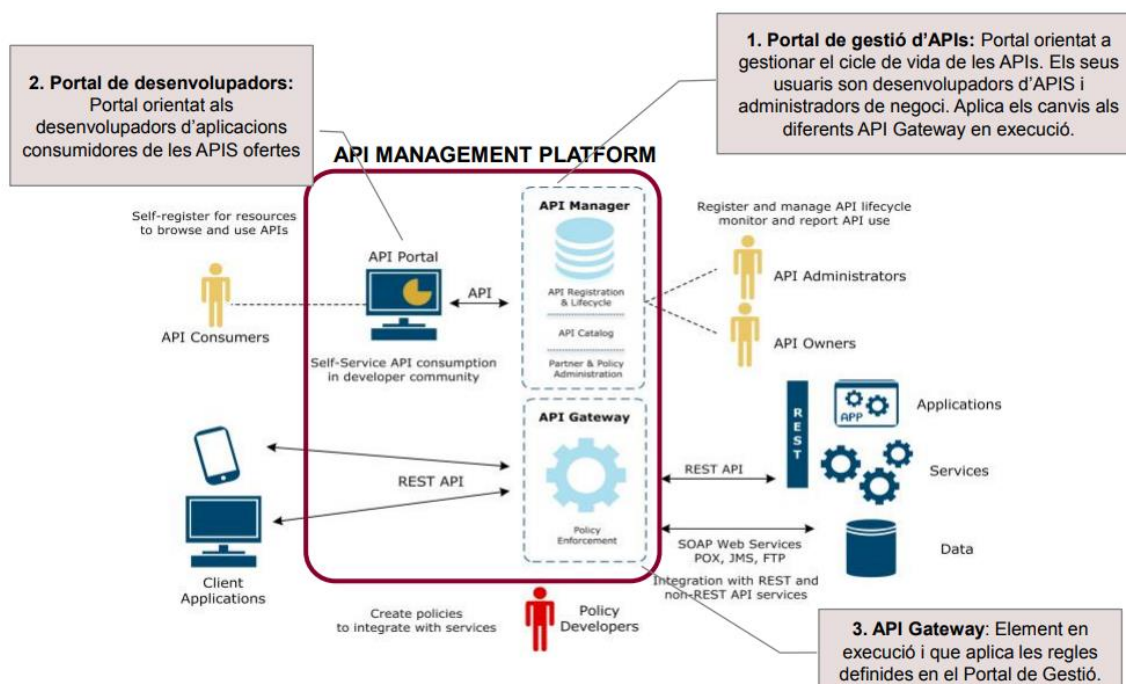 1. Portal de gestió d'APIs: Portal orientat a
gestionar el cicle de vida de les APIs. Els seus
usuaris son desenvolupadors d'APIS i
administradors de negoci. Aplica els canvis als
diferents API Gateway en execució.
2. Portal de desenvolupadors:
Portal orientat als
desenvolupadors d'aplicacions
consumidores de les APIS ofertes
API MANAGEMENT PLATFORM
Self-register for resources
to browse and use APIs
API Consumers
API Portal
API
Self-Service API consumption
in developer community
API Manager
API Registration
& Lifecycle
API Catalog
Partner & Policy
Administration
Register and manage API lifecycle
monitor and report API use
API Administrators
API Owners
API Gateway
Policy
Enforcement
REST API
Client
Applications
REST API
REST
APP
Applications
Services
Data
SOAP Web Services
POX, JMS, FTP
Integration with REST and
non-REST API services
Create policies
to integrate with services
Policy
Developers
3. API Gateway: Element en
execució i que aplica les regles
definides en el Portal de Gestió.